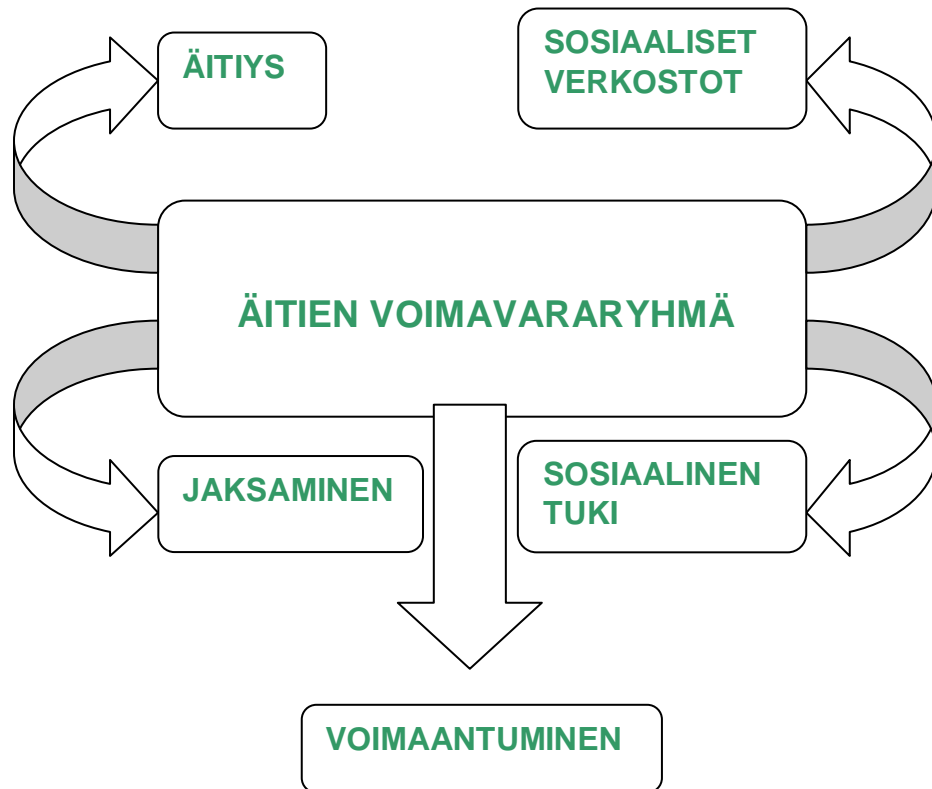 ÄITIYS
SOSIAALISET
VERKOSTOT
ÄITIEN VOIMAVARARYHMÄ
JAKSAMINEN
SOSIAALINEN
TUKI
VOIMAANTUMINEN